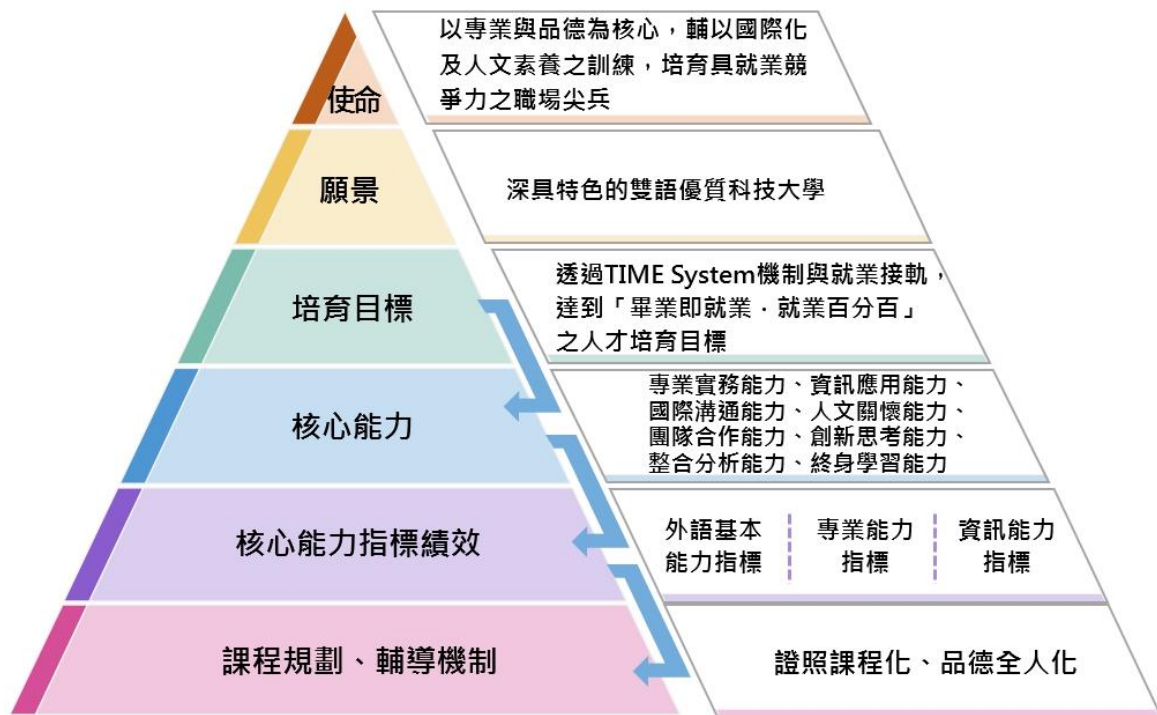 使命
以專業與品德為核心，輔以國際化
及人文素養之訓練，培育具就業競
爭力之職場尖兵
願景
深具特色的雙語優質科技大學
培育目標
透過TIME System機制與就業接軌，
達到「畢業即就業．就業百分百」
之人才培育目標
核心能力
專業實務能力、資訊應用能力、
國際溝通能力、人文關懷能力、
團隊合作能力、創新思考能力、
整合分析能力、終身學習能力
核心能力指標績效
外語基本
能力指標
專業能力
指標
資訊能力
指標
課程規劃、輔導機制
證照課程化、品德全人化